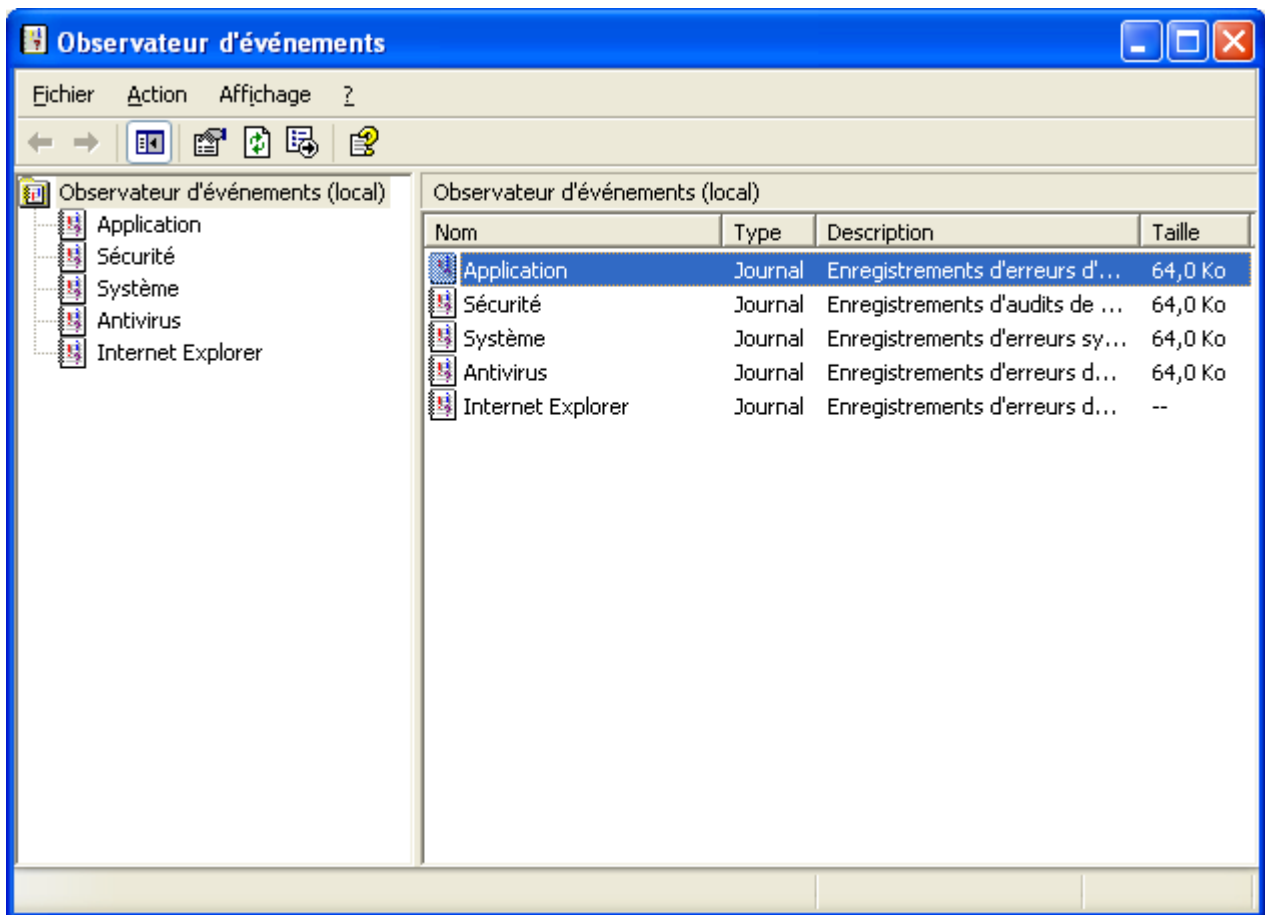 Observateur d'événements
Fichier Action Affichage ?
Observateur d'événements (local)
Application
Sécurité
Système
Antivirus
Internet Explorer
Observateur d'événements (local)
Nom Type Description Taille
Application Journal Enregistrements d'erreurs d'... 64,0 Ko
Sécurité Journal Enregistrements d'audits de ... 64,0 Ko
Système Journal Enregistrements d'erreurs sy... 64,0 Ko
Antivirus Journal Enregistrements d'erreurs d... 64,0 Ko
Internet Explorer Journal Enregistrements d'erreurs d... --